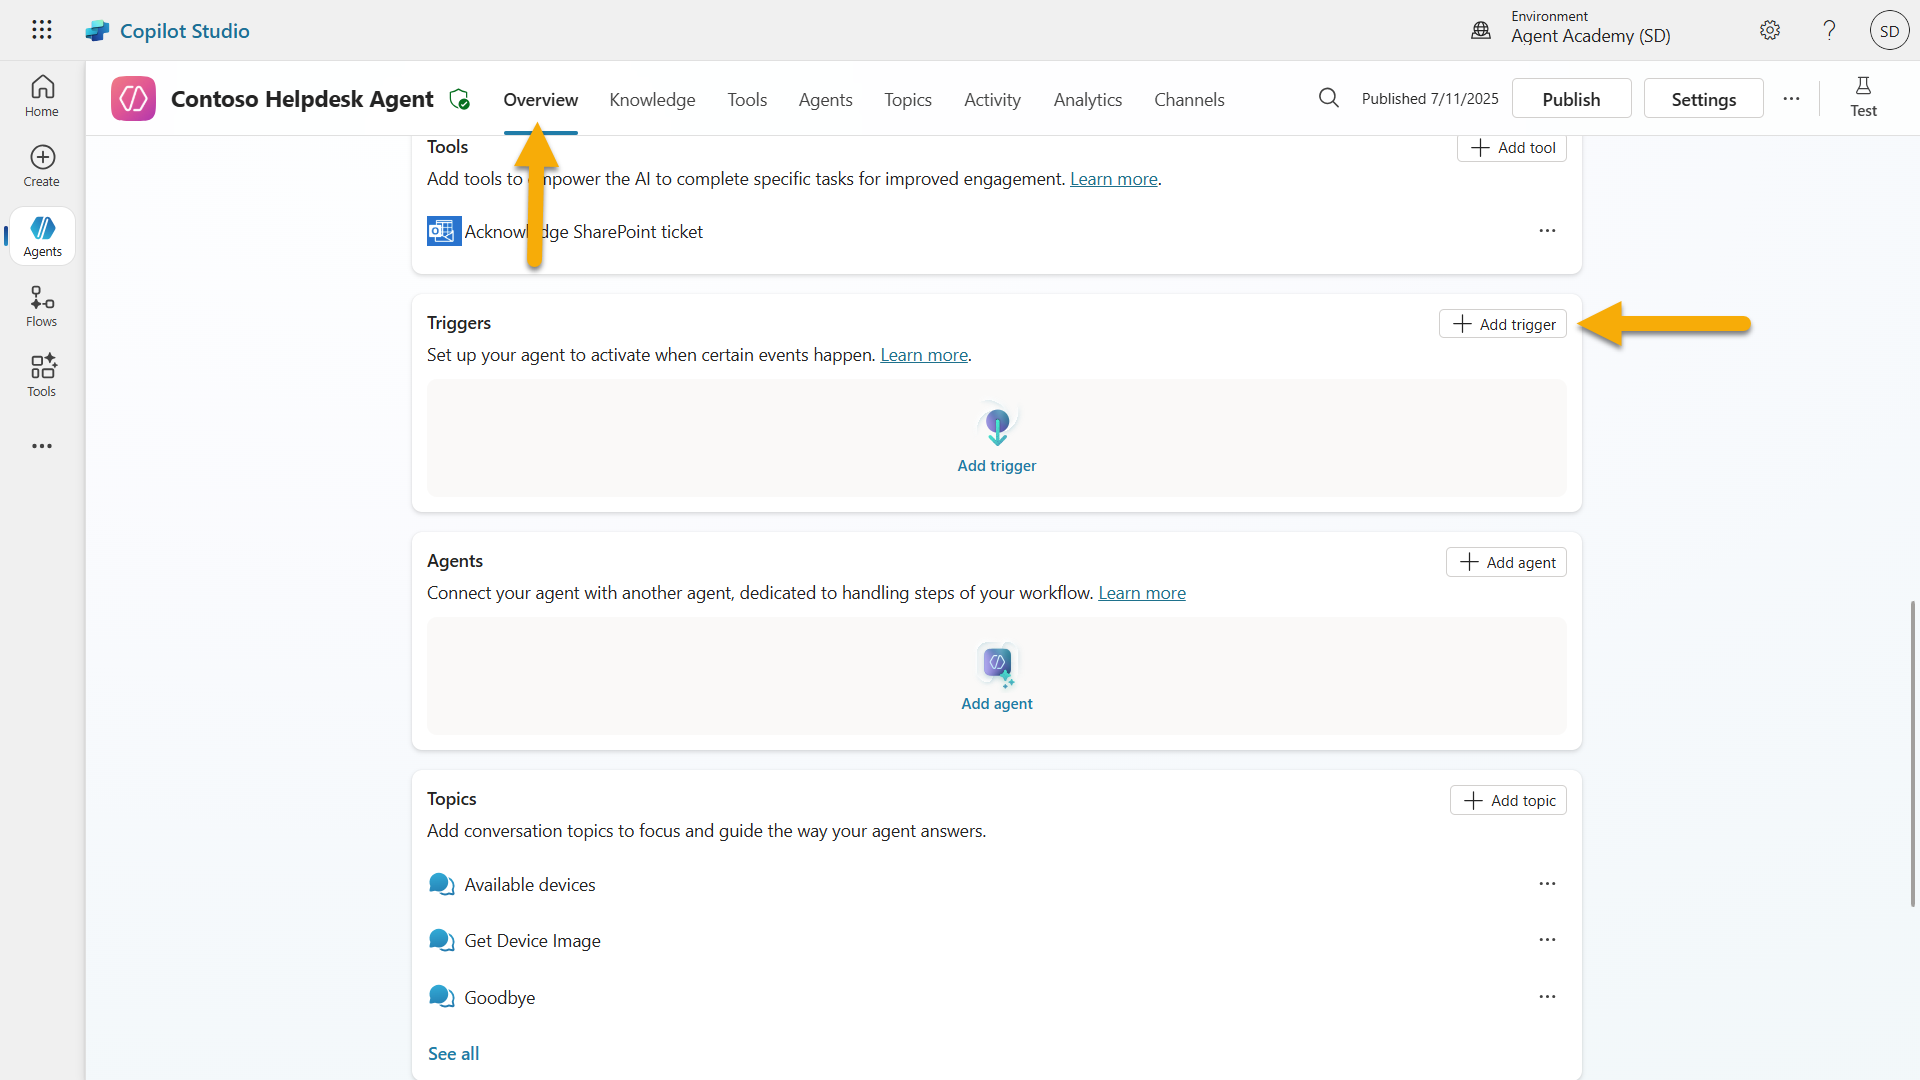 Copilot Studio
Environment
Agent Academy (SD)
?
SD
Home
Create
Agents
Flows
Tools
Contoso Helpdesk Agent
Overview
Knowledge
Tools
Agents
Topics
Activity
Analytics
Channels
Published 7/11/2025
Publish
Settings
Test
Tools
Add tool
Add tools to empower the AI to complete specific tasks for improved engagement. Learn more.
Acknowledge SharePoint ticket
Triggers
Add trigger
Set up your agent to activate when certain events happen. Learn more.
Add trigger
Agents
Add agent
Connect your agent with another agent, dedicated to handling steps of your workflow. Learn more
Add agent
Topics
Add topic
Add conversation topics to focus and guide the way your agent answers.
Available devices
Get Device Image
Goodbye
See all